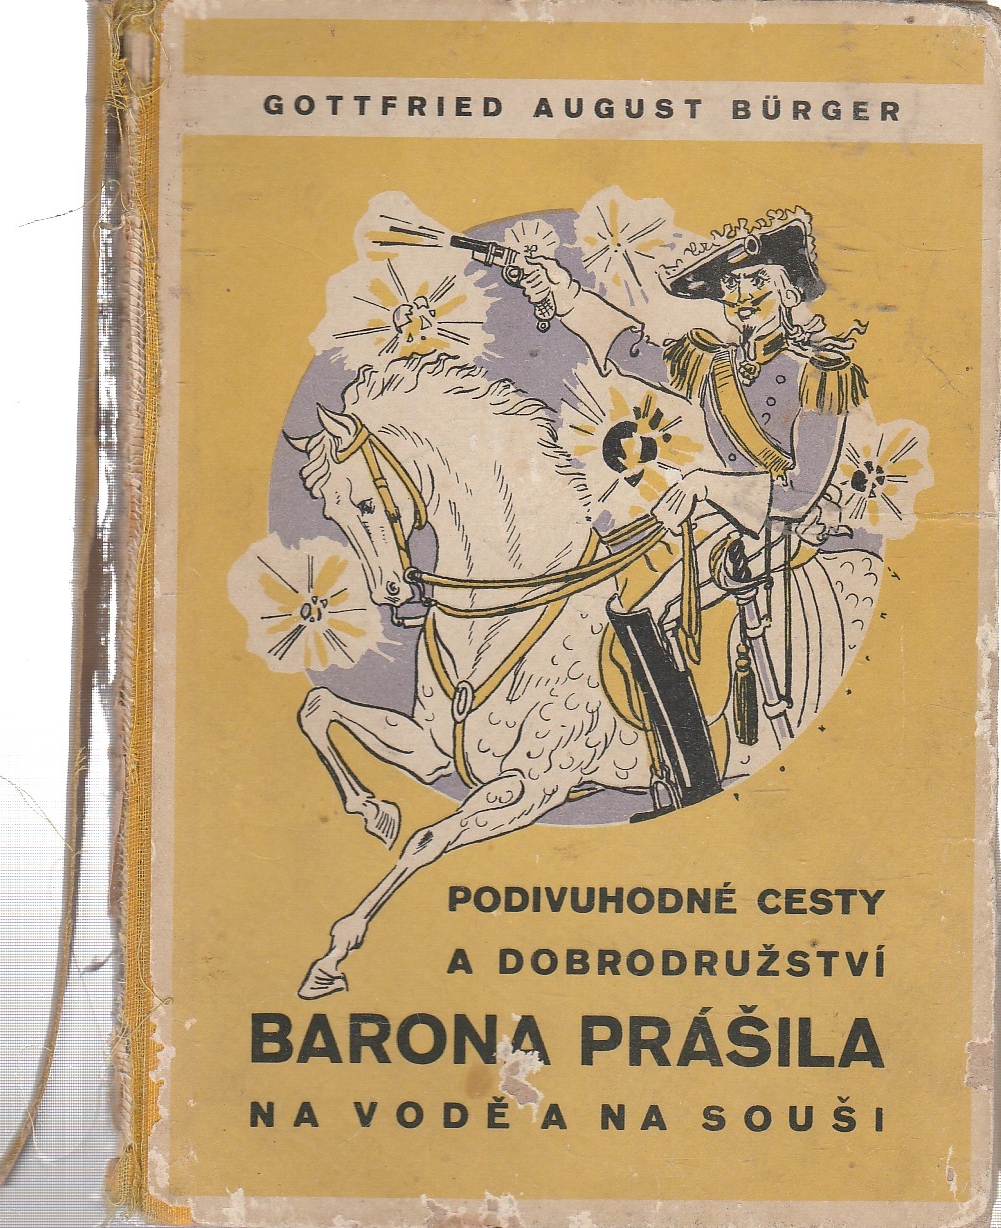 GOTTFRIED AUGUST BÜRGER
PODIVUHODNÉ CESTY
A DOBRODRUŽSTVÍ
BARONA PRÁŠILA
NA VODĚ A NA SOUŠI